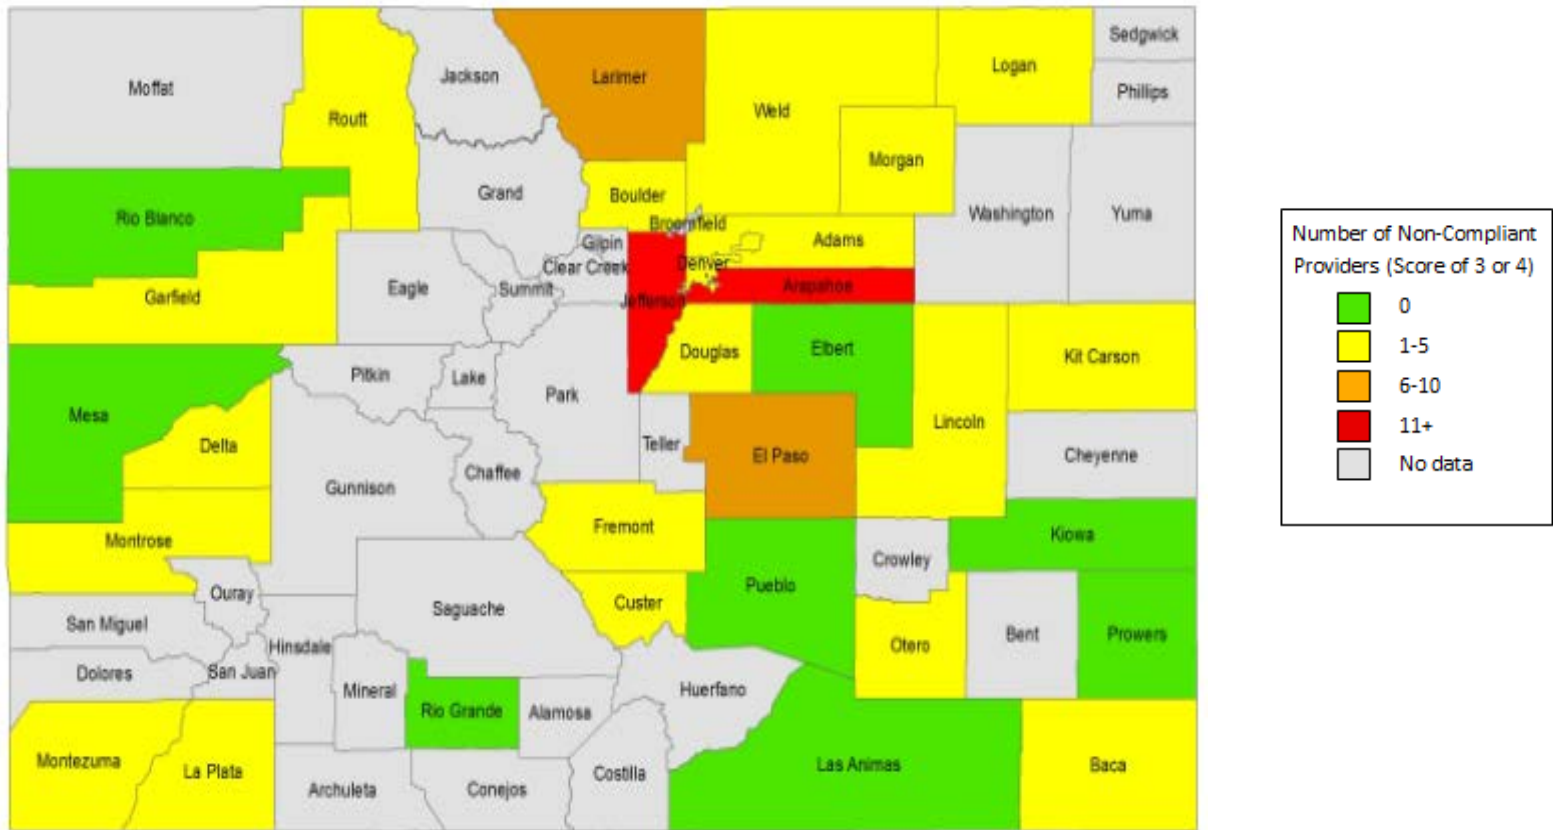 Sedgwick
Logan
Jackson
Larimer
Moffat
Phillips
Weld
Routt
Morgan
Grand
Boulder
Washington
Yuma
Rio Blanco
Broomfield
Gilpin
Adams
Clear Creek
Denver
Eagle
Summit
Arapahoe
Garfield
Jefferson
Douglas
Elbert
Kit Carson
Pitkin
Lake
Park
Mesa
Lincoln
Delta
Teller
El Paso
Cheyenne
Chaffee
Gunnison
Fremont
Kiowa
Montrose
Crowley
Pueblo
Ouray
Custer
Saguache
San Miguel
Bent
Prowers
Otero
Hinsdale
Dolores
San Juan
Mineral
Huerfano
Rio Grande
Alamosa
Montezuma
La Plata
Las Animas
Baca
Costilla
Archuleta
Conejos
Number of Non-Compliant
Providers (Score of 3 or 4)
0
1-5
6-10
11+
No data